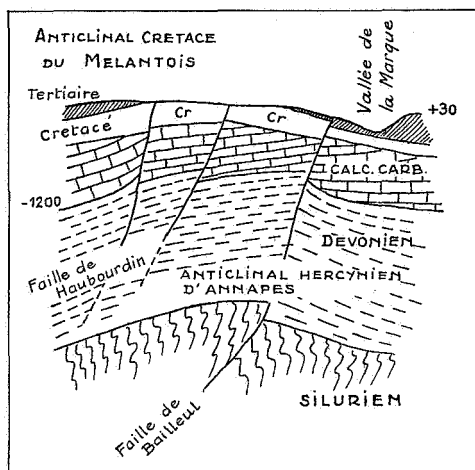 ANTICLINAL CRETACE
DU MELANTOIS
Vallée de
la Marque
Tertiaire
Cretacé
Cr
Cr
+30
CALC. CARB.
-1200
DEVONIEN
Faille de
Haubourdin
ANTICLINAL HERCYNIEN
D'ANNAPES
Faille de
Bailleul
SILURIEN